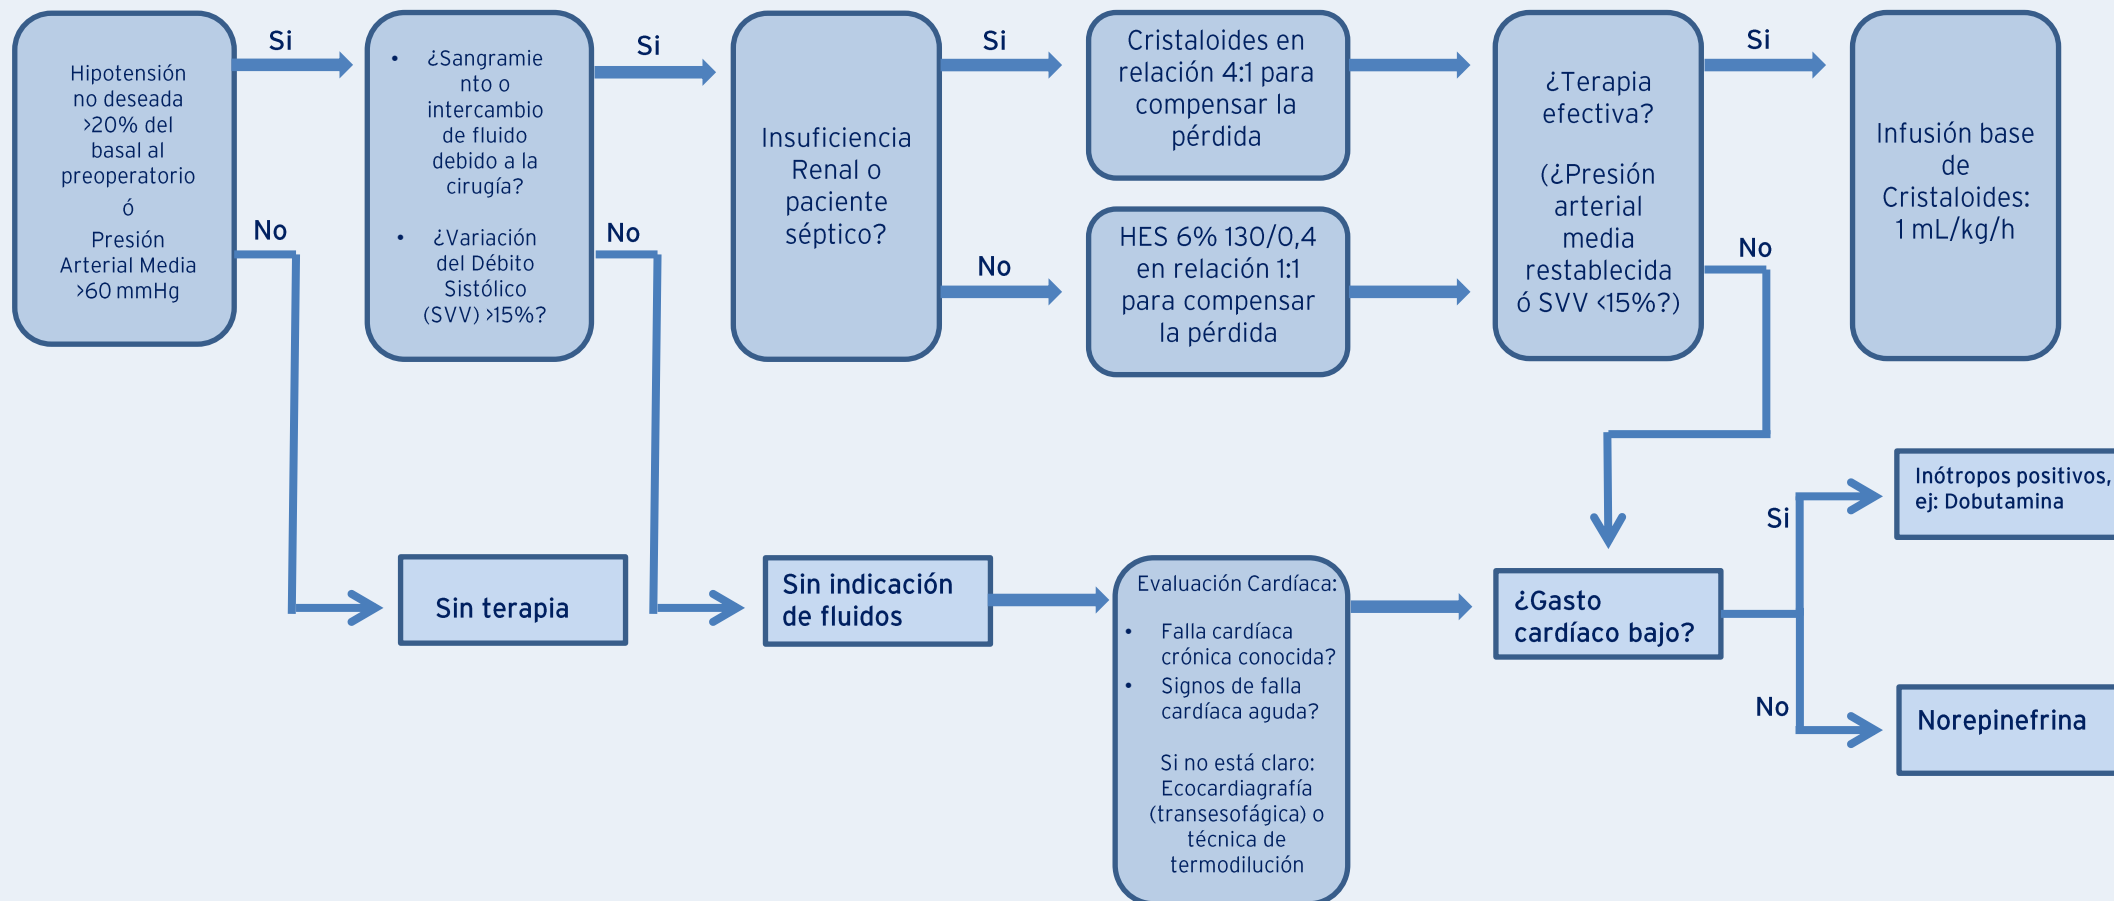 Hipotensión
no deseada
>20% del
basal al
preoperatorio
ó
Presión
Arterial Media
>60 mmHg
Si
No
• ¿Sangramie
nto o
intercambio
de fluido
debido a la
cirugía?
• ¿Variación
del Débito
Sistólico
(SVV) >15%?
Si
No
Insuficiencia
Renal o
paciente
séptico?
Si
No
Cristaloides en
relación 4:1 para
compensar la
pérdida
HES 6% 130/0,4
en relación 1:1
para compensar
la pérdida
¿Terapia
efectiva?
(¿Presión
arterial
media
restablecida
ó SVV <15%?)
Si
No
Infusión base
de
Cristaloides:
1 mL/kg/h
Sin terapia
Sin indicación
de fluidos
Evaluación Cardíaca:
• Falla cardíaca
crónica conocida?
• Signos de falla
cardíaca aguda?
Si no está claro:
Ecocardiagrafía
(transesofágica) o
técnica de
termodilución
¿Gasto
cardíaco bajo?
Si
No
Inótropos positivos,
ej: Dobutamina
Norepinefrina